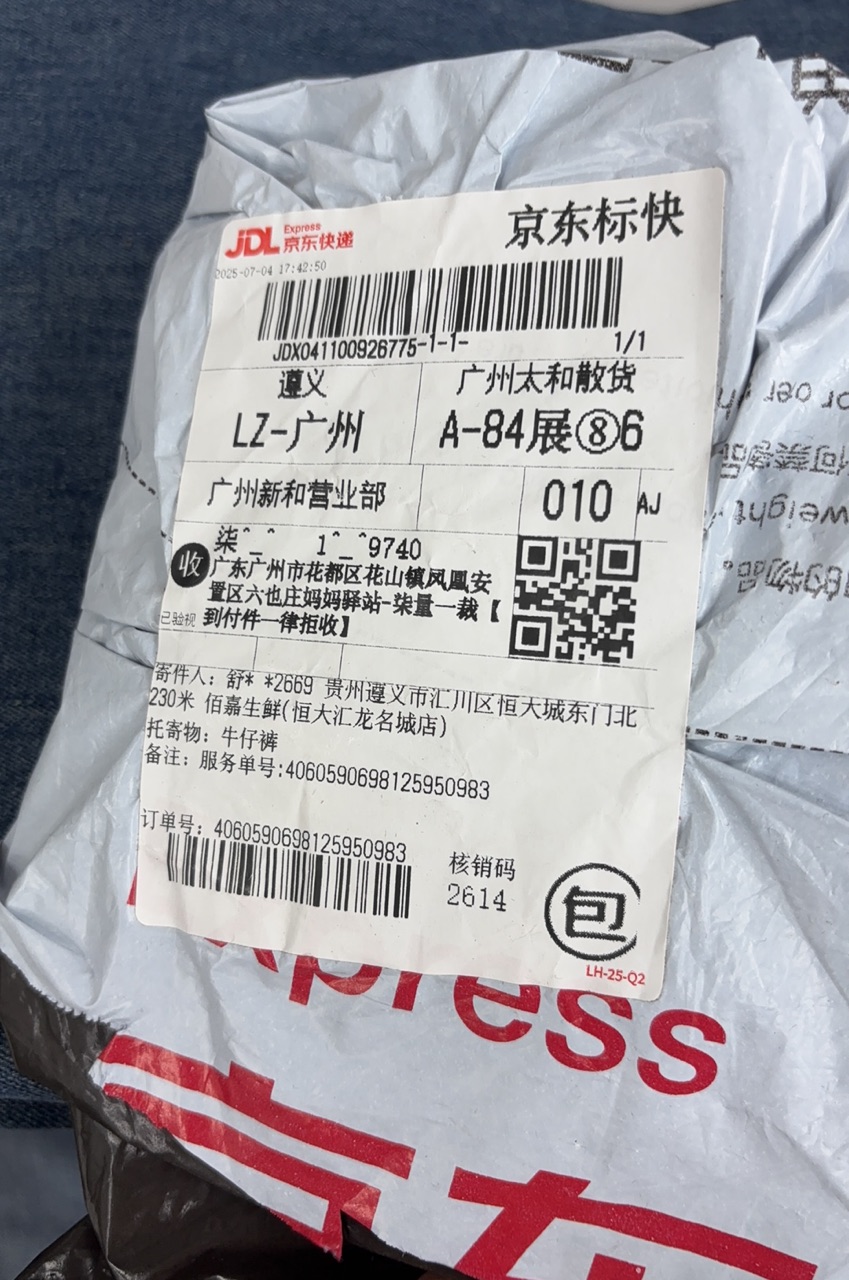 JDL Express 京东快递
京东标快
2025-07-04 17:42:50
JDX041100926775-1-1- 1/1
遵义 广州太和散货
LZ-广州 A-84展⑧6
广州新和营业部 010 AJ
柒^_^ 1^_^9740
收 广东广州市花都区花山镇凤凰安
置区六也庄妈妈驿站-柒量一裁【
已验视 到付件一律拒收】
寄件人：舒* *2669 贵州遵义市汇川区恒大城东门北
230米 佰嘉生鲜(恒大汇龙名城店)
托寄物：牛仔裤
备注：服务单号:4060590698125950983
订单号：4060590698125950983
核销码
2614
包
LH-25-Q2
Express
京东